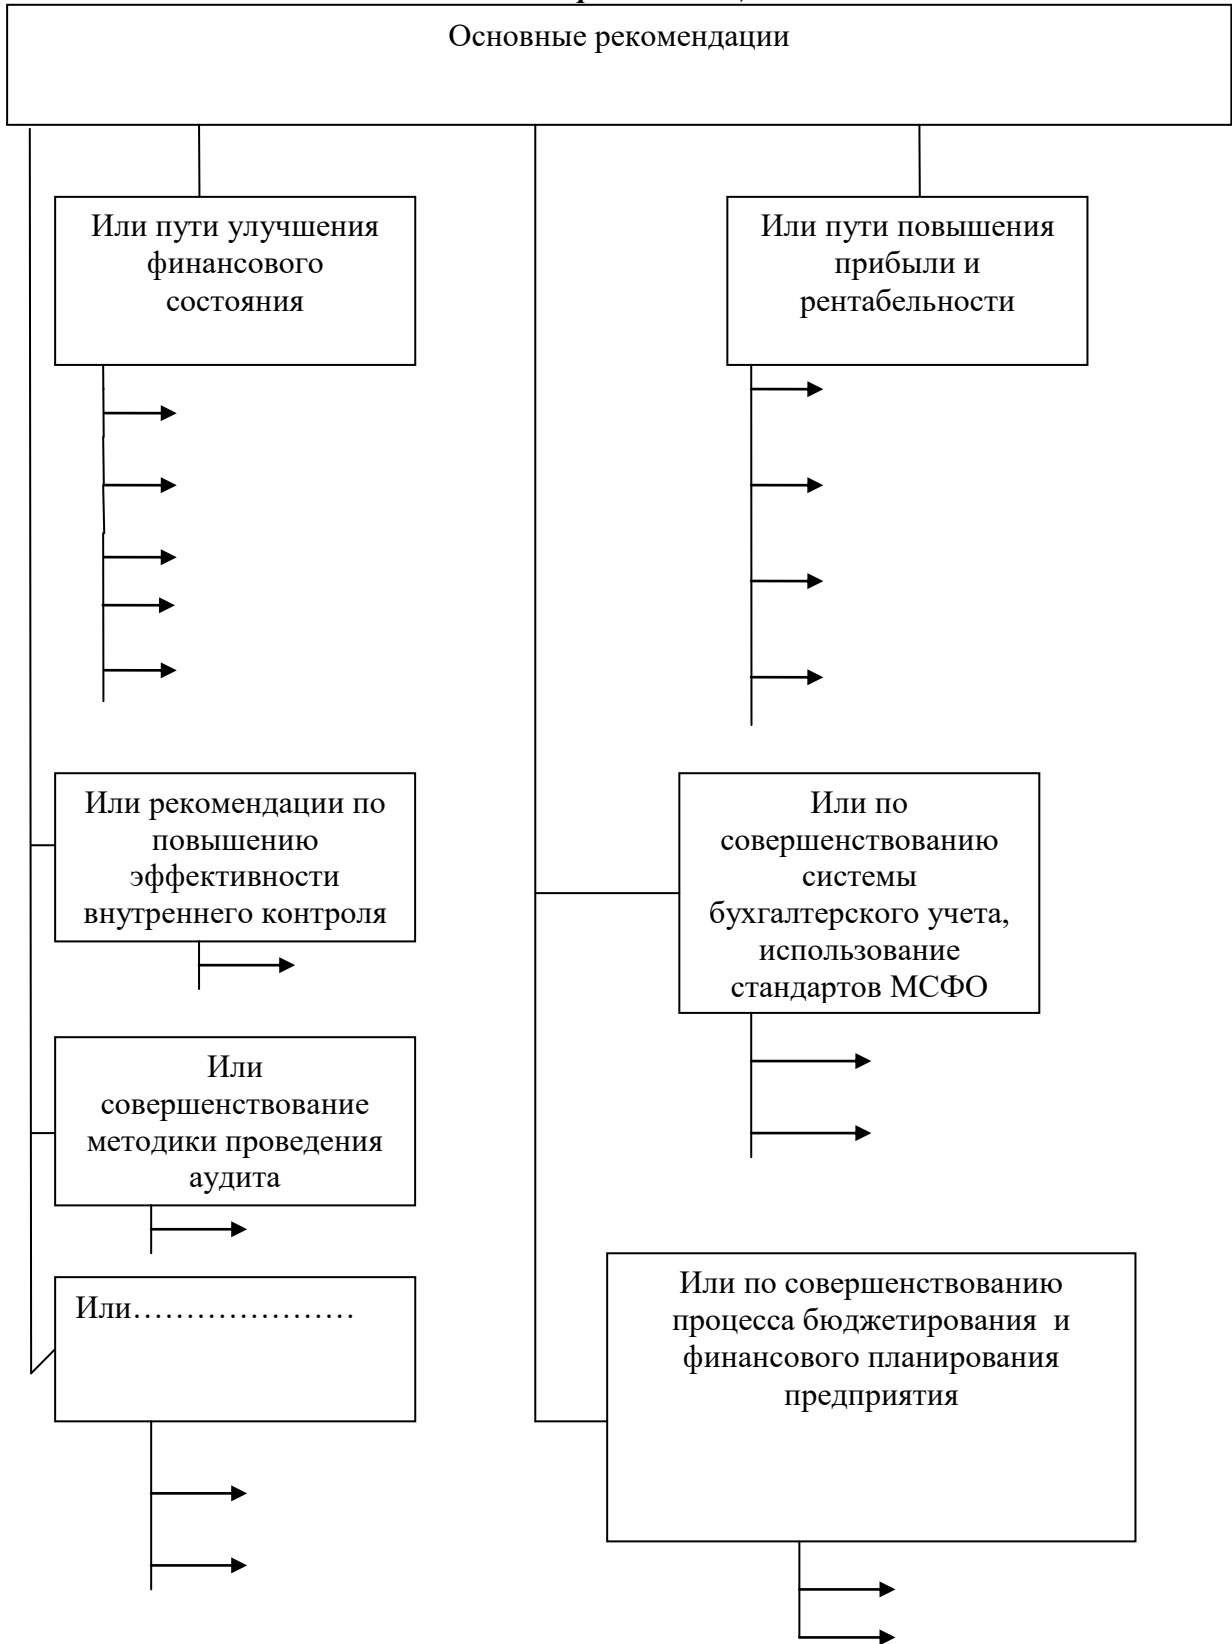 Основные рекомендации
Или пути улучшения
финансового
состояния
Или пути повышения
прибыли и
рентабельности
Или рекомендации по
повышению
эффективности
внутреннего контроля
Или по
совершенствованию
системы
бухгалтерского учета,
использование
стандартов МСФО
Или
совершенствование
методики проведения
аудита
Или…………………
Или по совершенствованию
процесса бюджетирования и
финансового планирования
предприятия